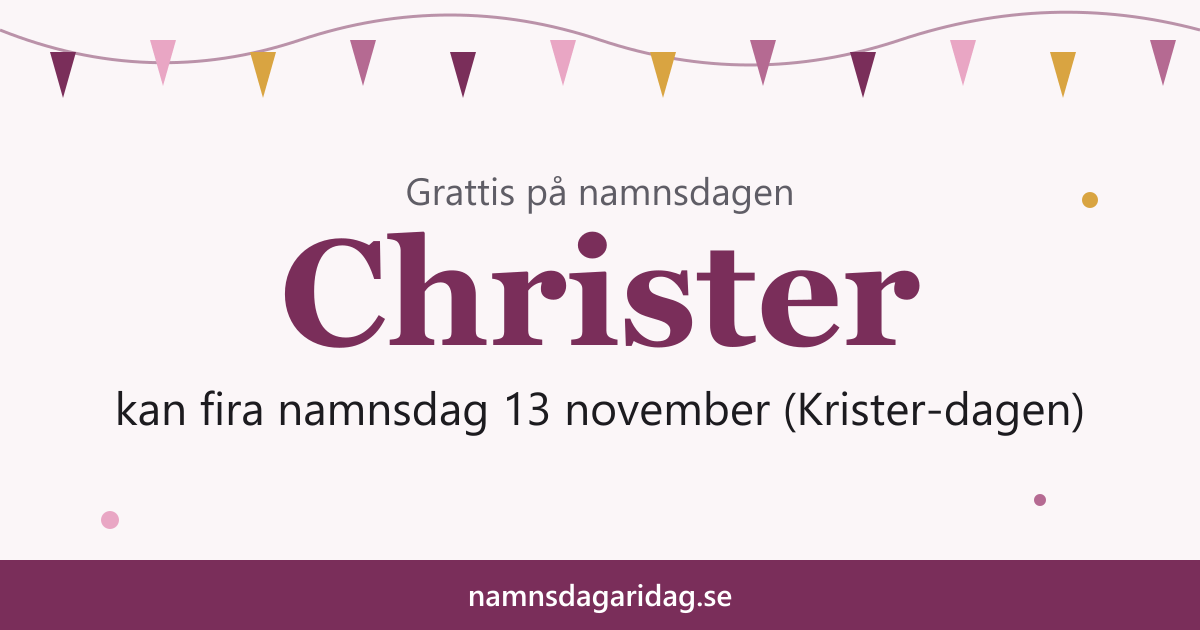 Grattis på namnsdagen
Christer
kan fira namnsdag 13 november (Krister-dagen)
namnsdagaridag.se